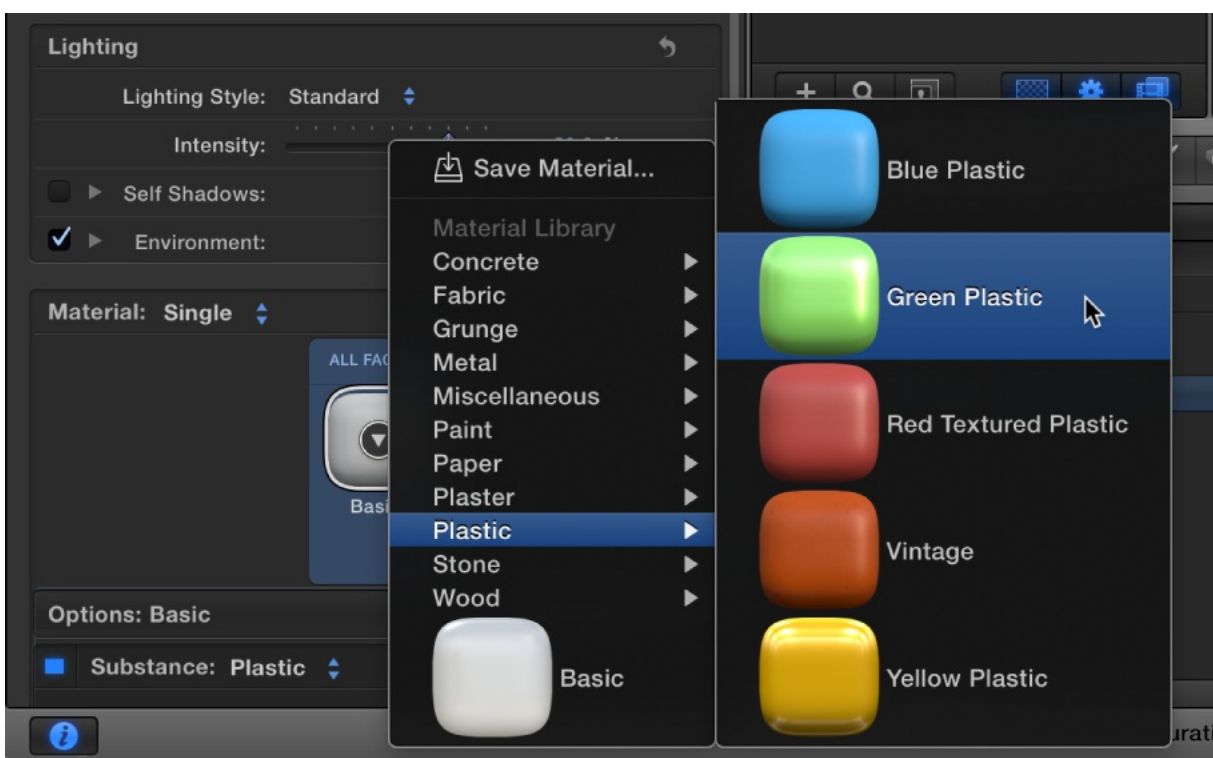 Lighting
Lighting Style: Standard
Intensity:
Self Shadows:
Environment:
Material: Single
Basi
Options: Basic
Substance: Plastic
Save Material...
Material Library
Concrete
Fabric
Grunge
Metal
Miscellaneous
Paint
Paper
Plaster
Plastic
Stone
Wood
Basic
Blue Plastic
Green Plastic
Red Textured Plastic
Vintage
Yellow Plastic
ALL FAC
urati